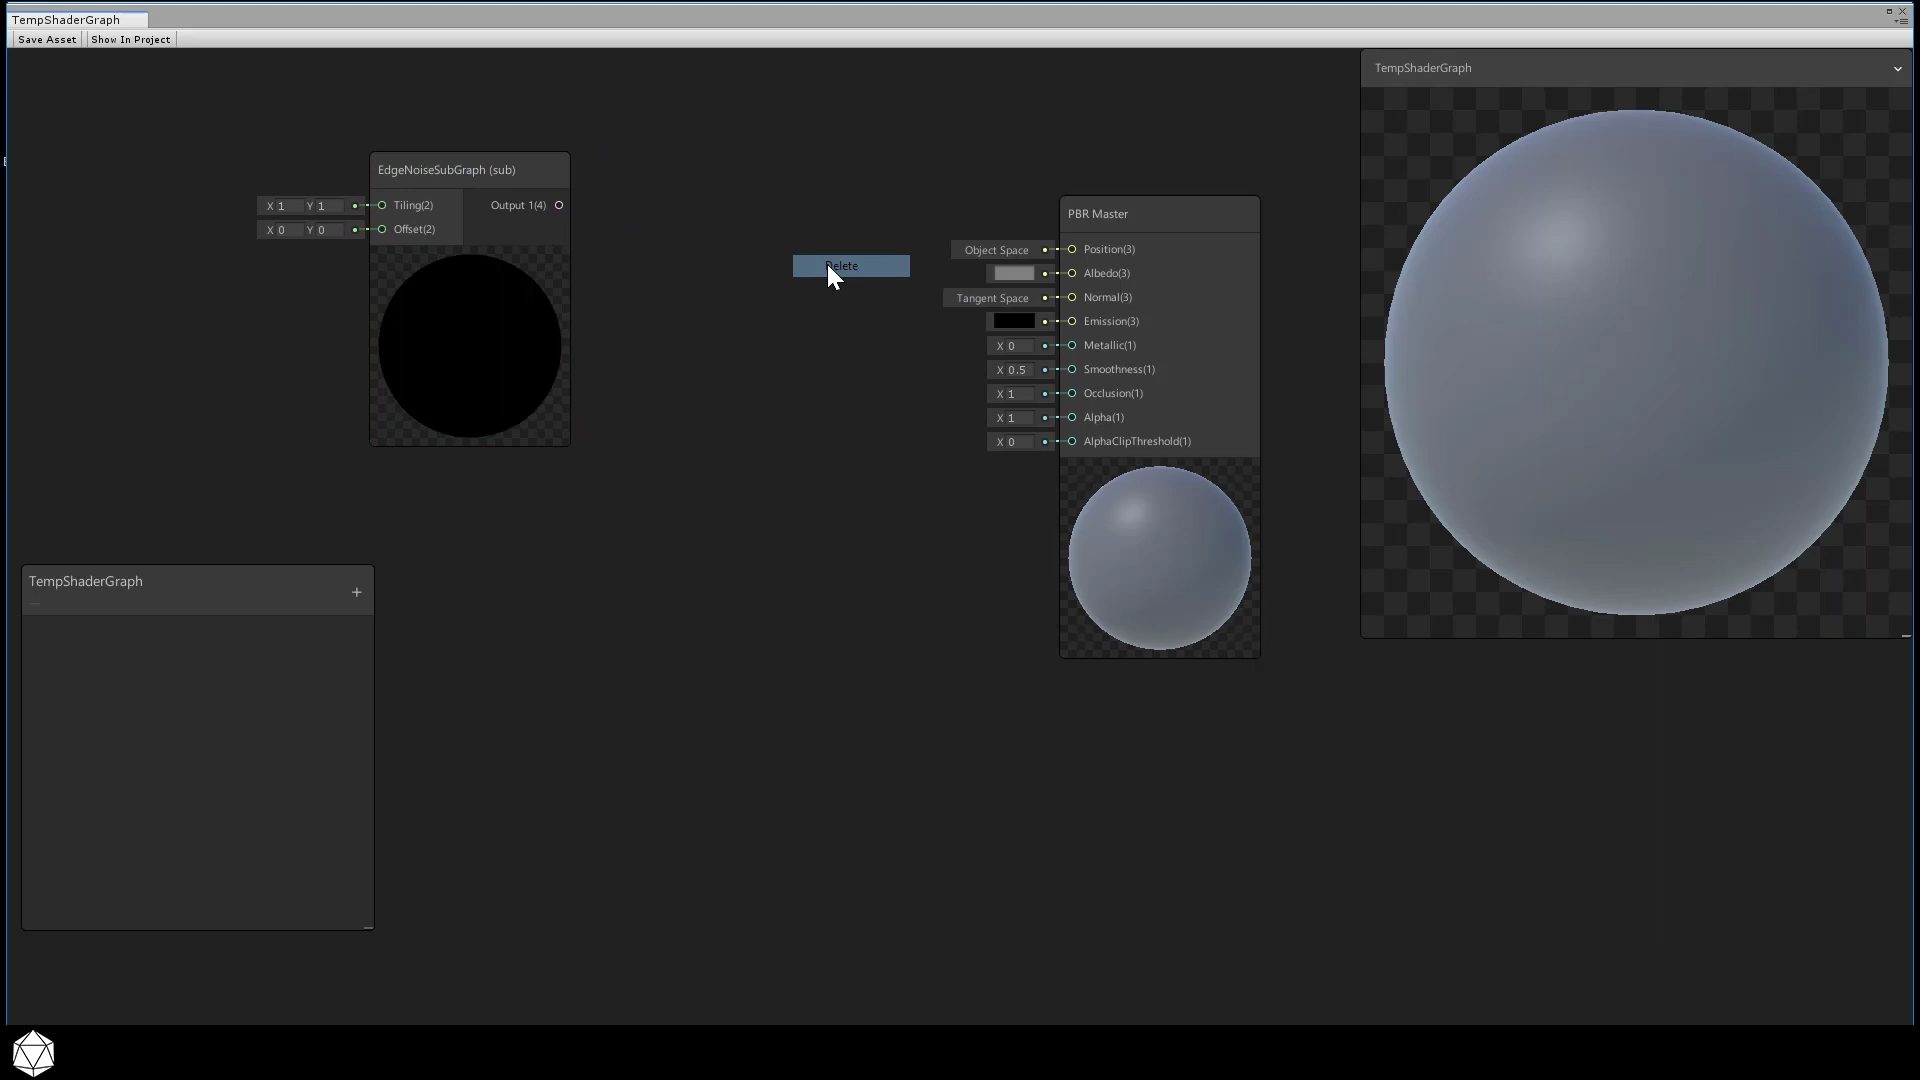 TempShaderGraph
Save Asset Show In Project
TempShaderGraph
EdgeNoiseSubGraph (sub)
X 1 Y 1 Tiling(2) Output 1(4)
X 0 Y 0 Offset(2)
Delete
PBR Master
Object Space Position(3)
Albedo(3)
Tangent Space Normal(3)
Emission(3)
X 0 Metallic(1)
X 0.5 Smoothness(1)
X 1 Occlusion(1)
X 1 Alpha(1)
X 0 AlphaClipThreshold(1)
TempShaderGraph